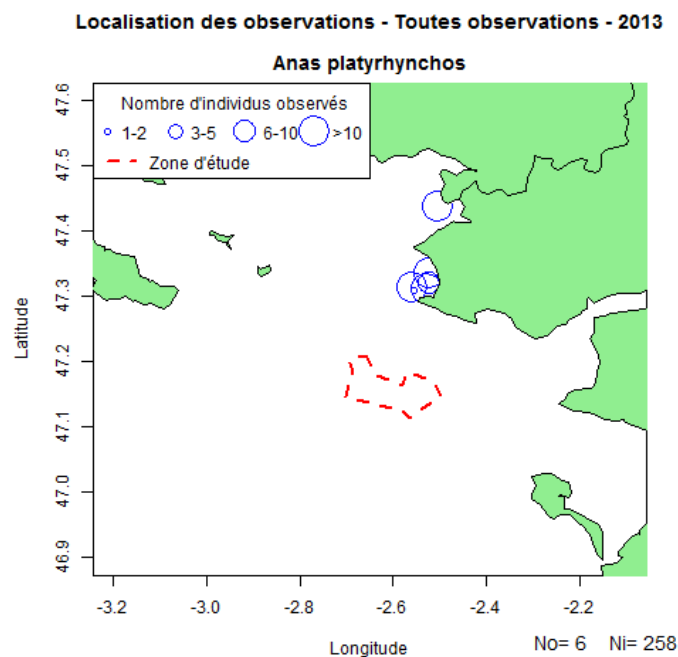 Localisation des observations - Toutes observations - 2013
Anas platyrhynchos
Nombre d'individus observés
1-2 3-5 6-10 >10
Zone d'étude
47.6
47.5
47.4
47.3
47.2
47.1
47.0
46.9
Latitude
-3.2 -3.0 -2.8 -2.6 -2.4 -2.2
Longitude
No= 6 Ni= 258